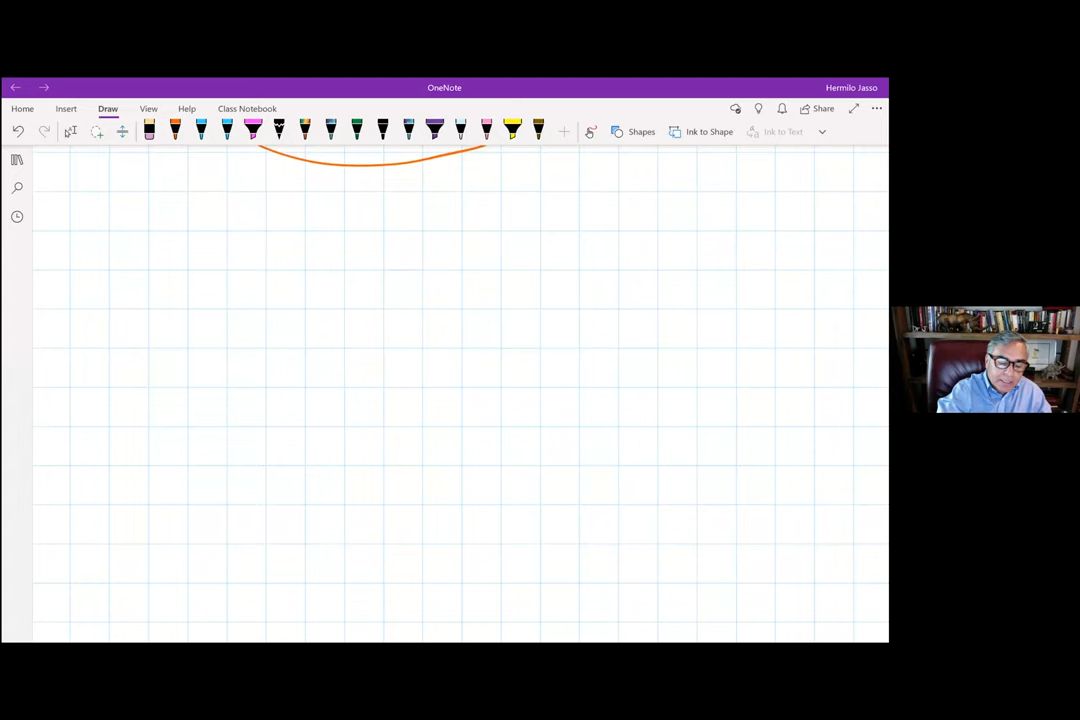 OneNote
Hermilo Jasso
Home Insert Draw View Help Class Notebook
Share
Shapes Ink to Shape Ink to Text